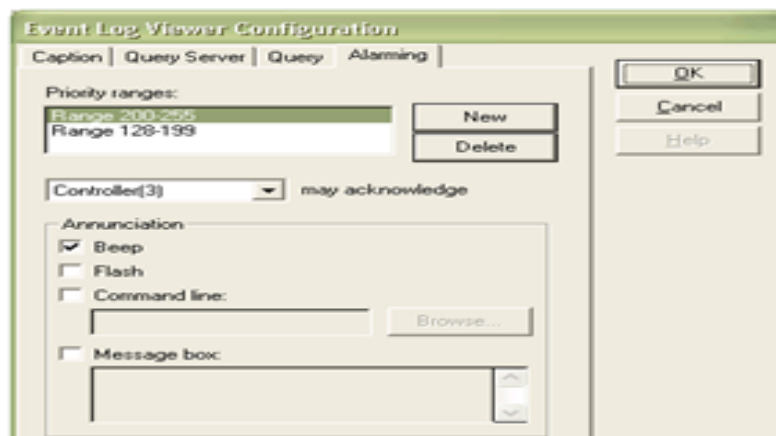 Event Log Viewer Configuration
Caption
Query Server
Query
Alarming
Priority ranges:
Range 200-255
Range 128-199
New
Delete
Controller(3)
may acknowledge
Annunciation
Beep
Flash
Command line:
Browse...
Message box:
OK
Cancel
Help